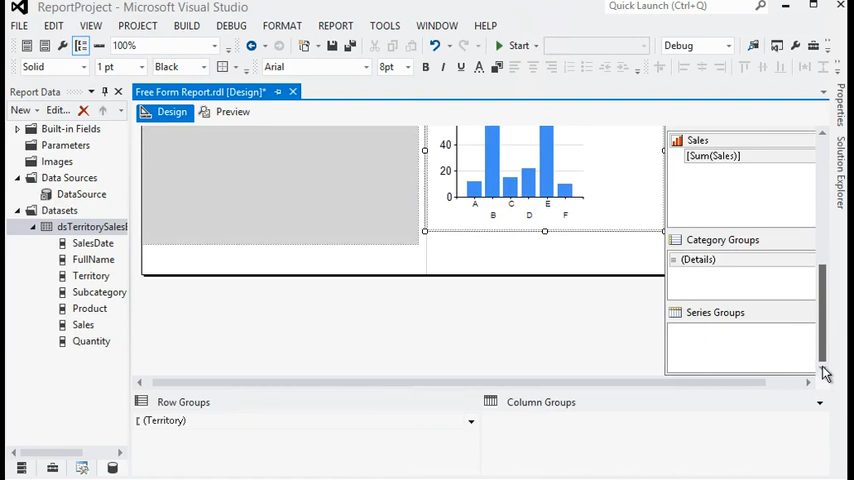 ReportProject - Microsoft Visual Studio
Quick Launch (Ctrl+Q)
FILE EDIT VIEW PROJECT BUILD DEBUG FORMAT REPORT TOOLS WINDOW HELP
100% Start Debug
Solid 1 pt Black Arial 8pt B I U A
Report Data
Free Form Report.rdl [Design]*
New Edit...
Design Preview
Built-in Fields
Parameters
Images
Data Sources
DataSource
Datasets
dsTerritorySalesB
SalesDate
FullName
Territory
Subcategory
Product
Sales
Quantity
40
20
0
A C E
B D F
Sales
[Sum(Sales)]
Category Groups
(Details)
Series Groups
Row Groups
Column Groups
[ (Territory)
Properties
Solution Explorer